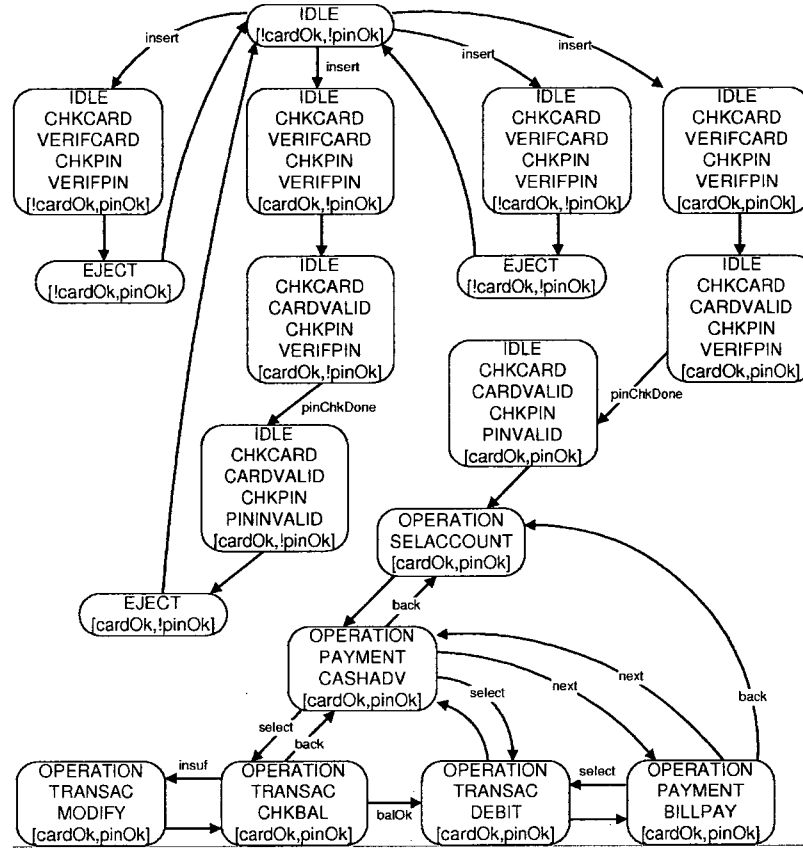 IDLE
[!cardOk,!pinOk]
insert
insert
insert
insert
IDLE
CHKCARD
VERIFCARD
CHKPIN
VERIFPIN
[!cardOk,pinOk]
IDLE
CHKCARD
VERIFCARD
CHKPIN
VERIFPIN
[cardOk,!pinOk]
IDLE
CHKCARD
VERIFCARD
CHKPIN
VERIFPIN
[!cardOk,!pinOk]
IDLE
CHKCARD
VERIFCARD
CHKPIN
VERIFPIN
[cardOk,pinOk]
EJECT
[!cardOk,pinOk]
IDLE
CHKCARD
CARDVALID
CHKPIN
VERIFPIN
[cardOk,!pinOk]
EJECT
[!cardOk,!pinOk]
IDLE
CHKCARD
CARDVALID
CHKPIN
VERIFPIN
[cardOk,pinOk]
pinChkDone
pinChkDone
IDLE
CHKCARD
CARDVALID
CHKPIN
PINVALID
[cardOk,pinOk]
IDLE
CHKCARD
CARDVALID
CHKPIN
PININVALID
[cardOk,!pinOk]
OPERATION
SELACCOUNT
[cardOk,pinOk]
EJECT
[cardOk,!pinOk]
back
OPERATION
PAYMENT
CASHADV
[cardOk,pinOk]
select
next
next
back
select
back
insuf
select
balOk
OPERATION
TRANSAC
MODIFY
[cardOk,pinOk]
OPERATION
TRANSAC
CHKBAL
[cardOk,pinOk]
OPERATION
TRANSAC
DEBIT
[cardOk,pinOk]
OPERATION
PAYMENT
BILLPAY
[cardOk,pinOk]